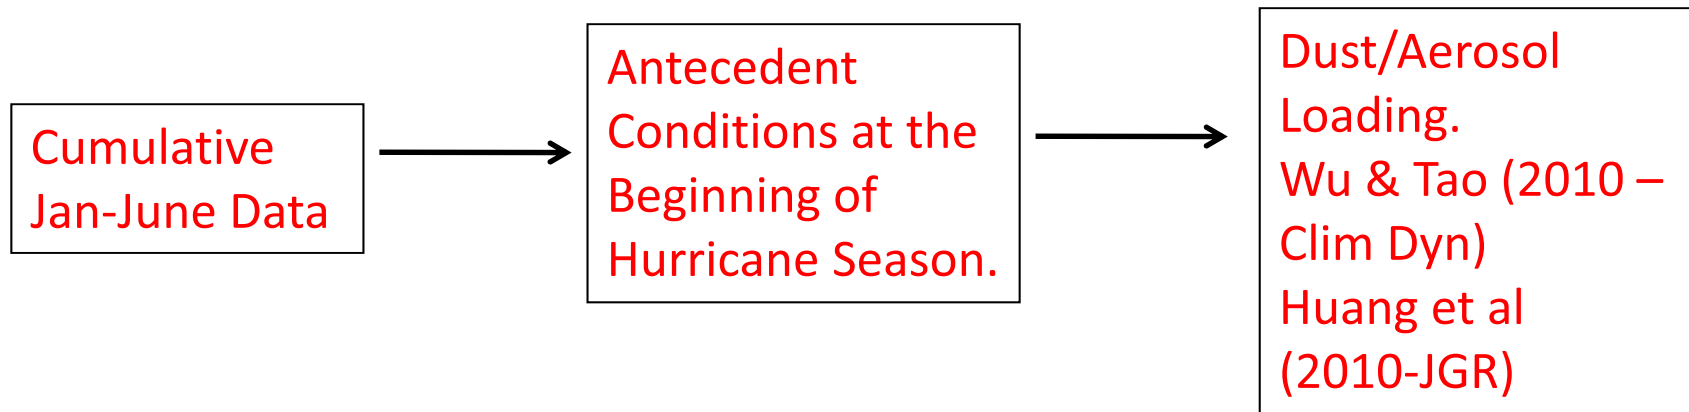 Cumulative
Jan-June Data
Antecedent
Conditions at the
Beginning of
Hurricane Season.
Dust/Aerosol
Loading.
Wu & Tao (2010 –
Clim Dyn)
Huang et al
(2010-JGR)